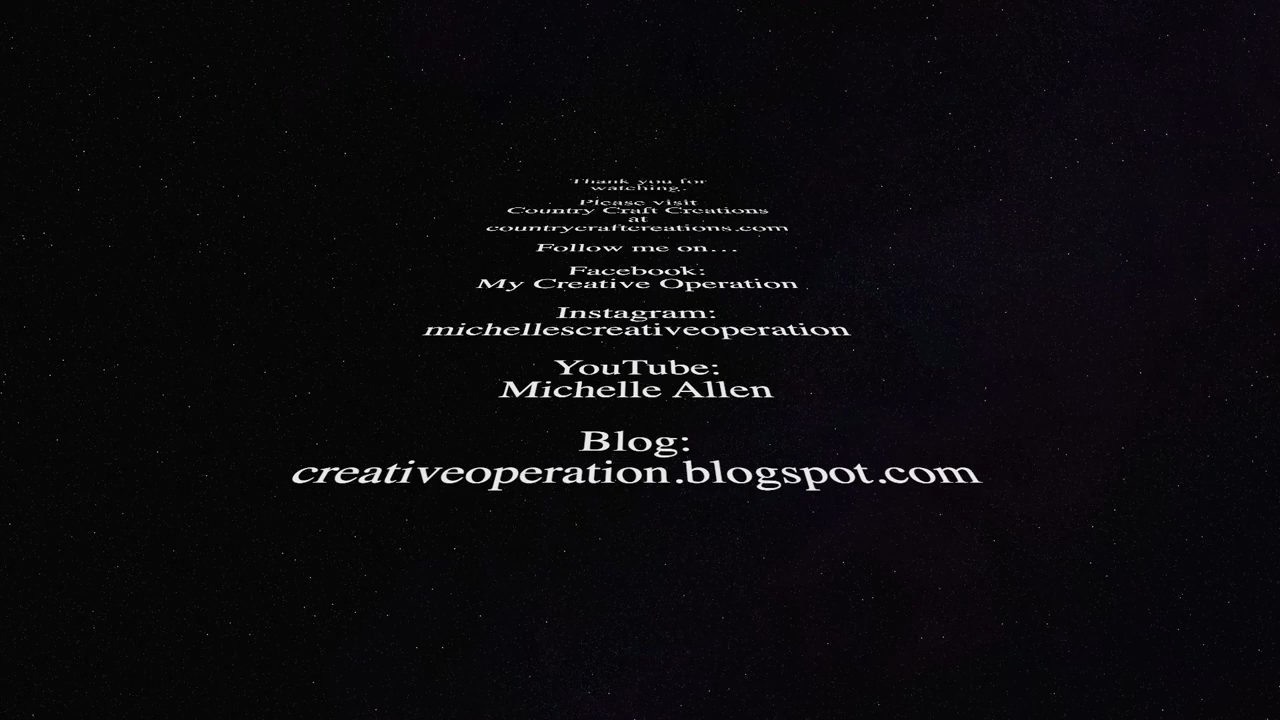 Thank you for
watching.
Please visit
Country Craft Creations
at
countrycraftcreations.com
Follow me on...
Facebook:
My Creative Operation
Instagram:
michellescreativeoperation
YouTube:
Michelle Allen
Blog:
creativeoperation.blogspot.com